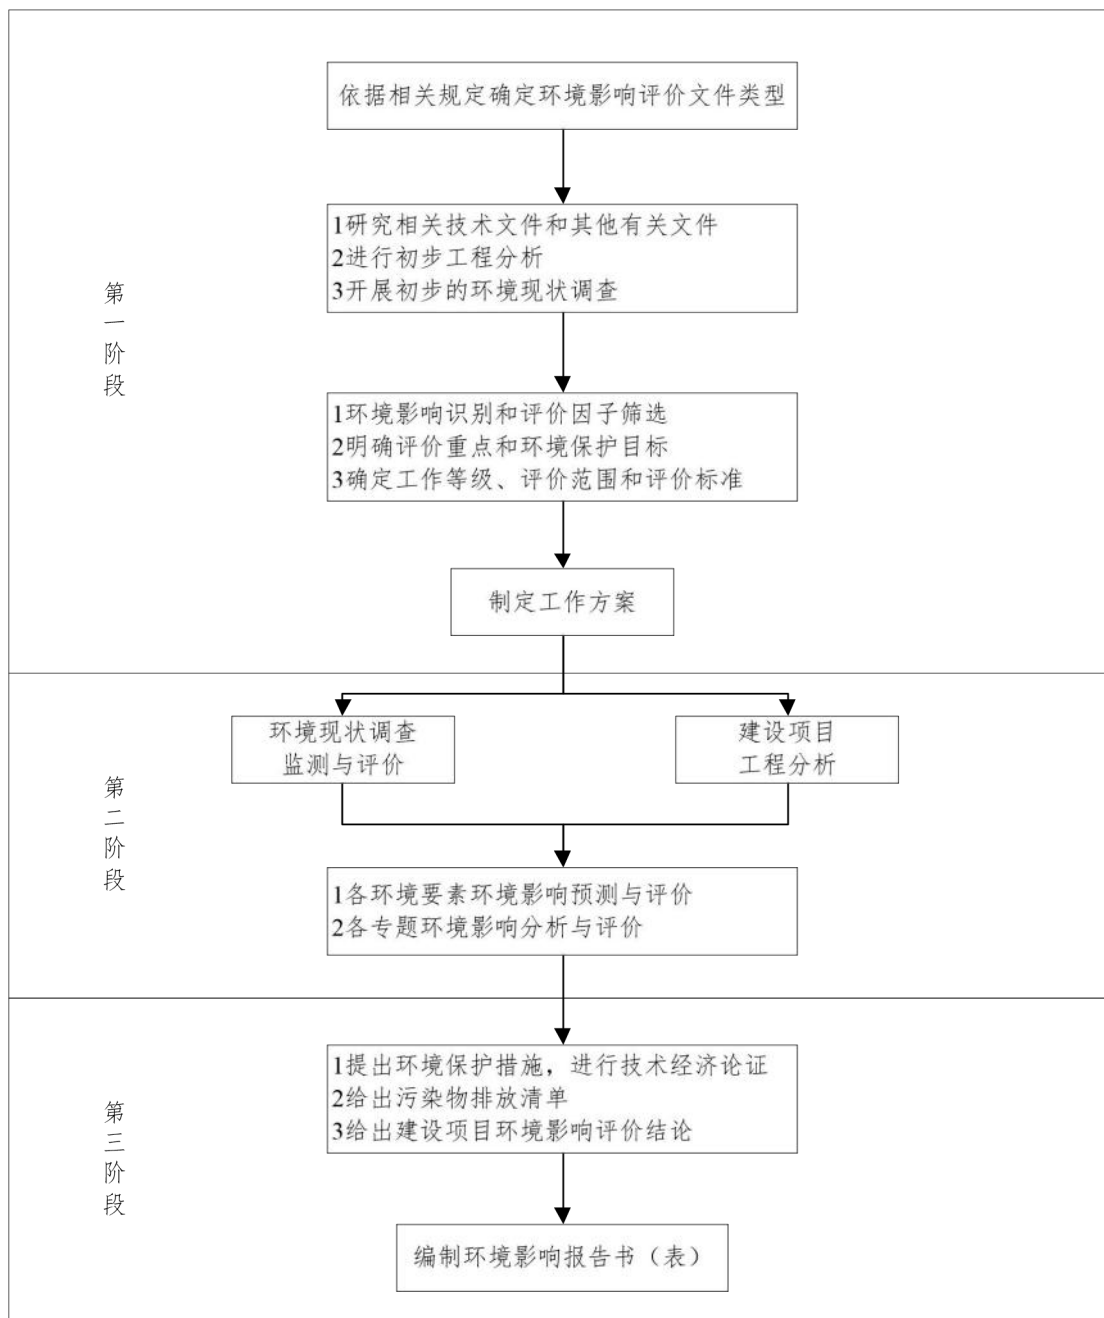 依据相关规定确定环境影响评价文件类型
1研究相关技术文件和其他有关文件
2进行初步工程分析
3开展初步的环境现状调查
第一阶段
1环境影响识别和评价因子筛选
2明确评价重点和环境保护目标
3确定工作等级、评价范围和评价标准
制定工作方案
环境现状调查
监测与评价
建设项目
工程分析
第二阶段
1各环境要素环境影响预测与评价
2各专题环境影响分析与评价
1提出环境保护措施，进行技术经济论证
2给出污染物排放清单
3给出建设项目环境影响评价结论
第三阶段
编制环境影响报告书（表）